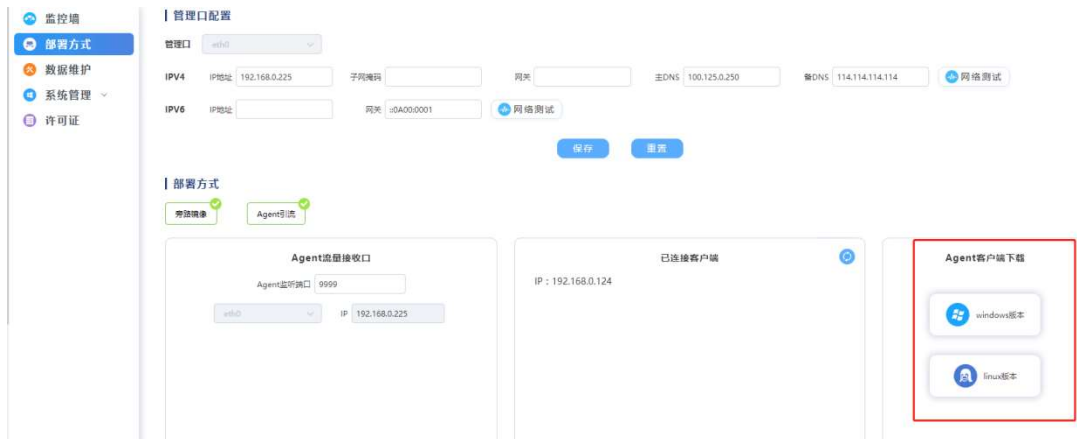 监控墙
部署方式
数据维护
系统管理
许可证
管理口配置
管理口 eth0
IPV4 IP地址 192.168.0.225 子网掩码 网关 主DNS 100.125.0.250 备DNS 114.114.114.114 网络测试
IPV6 IP地址 网关 ::0A00:0001 网络测试
保存 重置
部署方式
旁路镜像 Agent引流
Agent流量接收口
Agent监听端口 9999
eth0 IP 192.168.0.225
已连接客户端
IP：192.168.0.124
Agent客户端下载
windows版本
linux版本